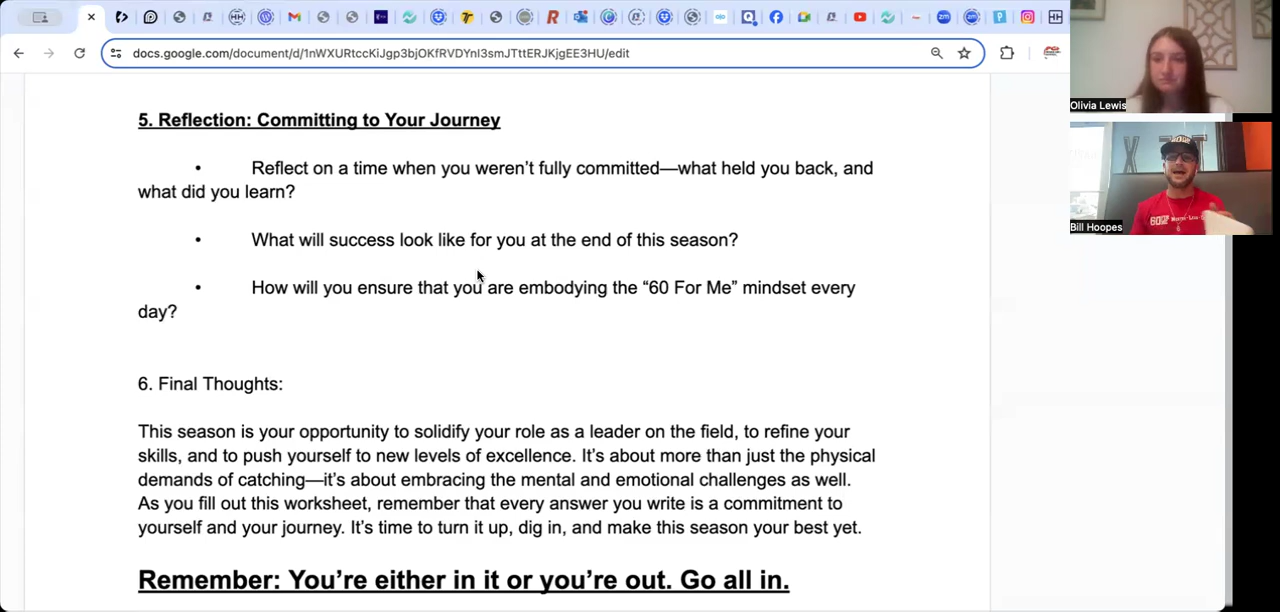 docs.google.com/document/d/1nWXURtccKiJgp3bjOKfRVDYnI3smJTttERJKjgEE3HU/edit
Olivia Lewis
Bill Hoopes
5. Reflection: Committing to Your Journey
• Reflect on a time when you weren’t fully committed—what held you back, and
what did you learn?
• What will success look like for you at the end of this season?
• How will you ensure that you are embodying the “60 For Me” mindset every
day?
6. Final Thoughts:
This season is your opportunity to solidify your role as a leader on the field, to refine your
skills, and to push yourself to new levels of excellence. It’s about more than just the physical
demands of catching—it’s about embracing the mental and emotional challenges as well.
As you fill out this worksheet, remember that every answer you write is a commitment to
yourself and your journey. It’s time to turn it up, dig in, and make this season your best yet.
Remember: You’re either in it or you’re out. Go all in.